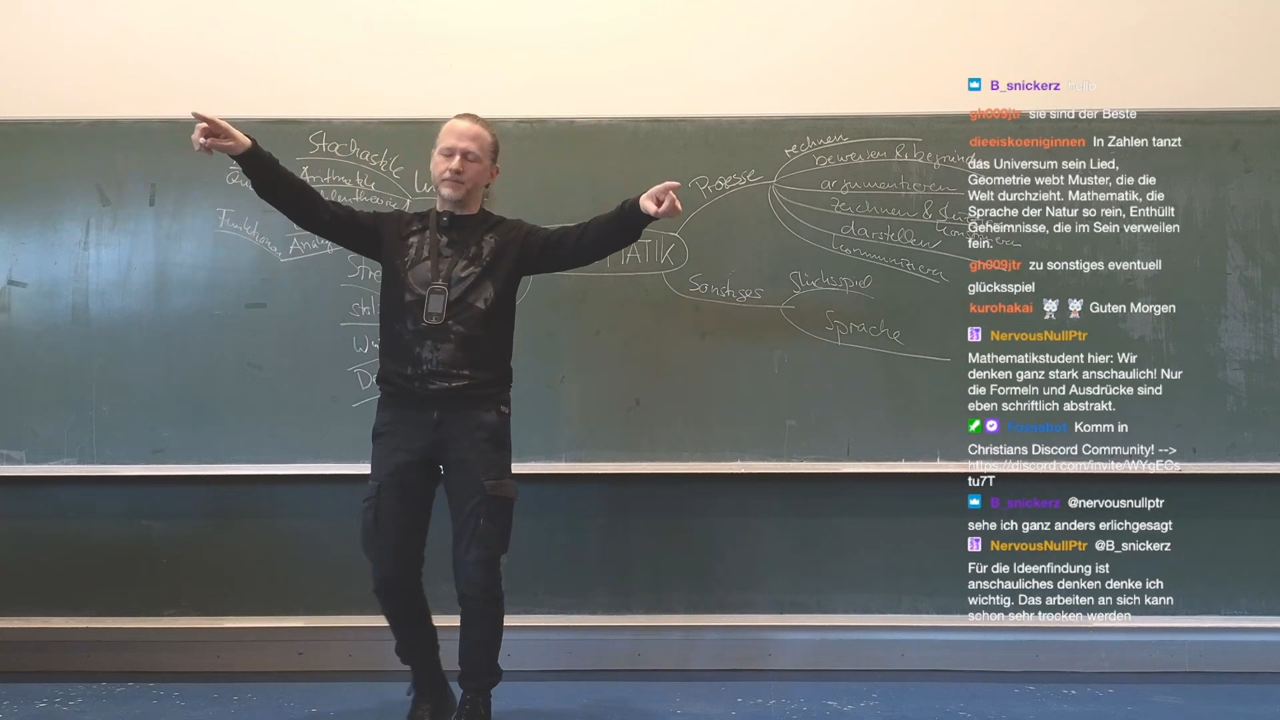 Stochastik
Arithmetik
Funktionen
MATIK
Prozesse
rechnen
argumentieren
zeichnen &
darstellen
kommunizieren
Sonstiges
Glücksspiel
Sprache
B_snickerz hello
gh009jtr sie sind der Beste
dieeiskoeniginnen In Zahlen tanzt
das Universum sein Lied,
Geometrie webt Muster, die die
Welt durchzieht. Mathematik, die
Sprache der Natur so rein, Enthüllt
Geheimnisse, die im Sein verweilen
fein.
gh009jtr zu sonstiges eventuell
glücksspiel
kurohakai Guten Morgen
NervousNullPtr
Mathematikstudent hier: Wir
denken ganz stark anschaulich! Nur
die Formeln und Ausdrücke sind
eben schriftlich abstrakt.
Fossabot Komm in
Christians Discord Community! -->
https://discord.com/invite/WYgECs
tu7T
B_snickerz @nervousnullptr
sehe ich ganz anders erlichgesagt
NervousNullPtr @B_snickerz
Für die Ideenfindung ist
anschauliches denken denke ich
wichtig. Das arbeiten an sich kann
schon sehr trocken werden